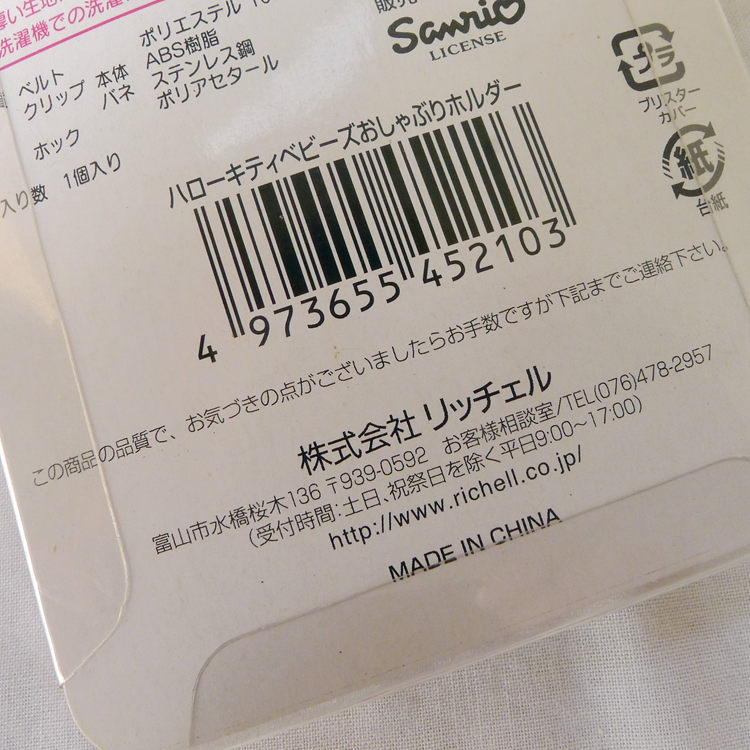 洗濯機での洗濯
ベルト ポリエステル
クリップ 本体 ABS樹脂
バネ ステンレス鋼
ホック ポリアセタール
入り数 1個入り
販売
Sanrio
LICENSE
プラ
ブリスター
カバー
紙
台紙
ハローキティベビーズおしゃぶりホルダー
4 973655 452103
この商品の品質で、お気づきの点がございましたらお手数ですが下記までご連絡下さい。
株式会社 リッチェル
富山市水橋桜木136 〒939-0592 お客様相談室/TEL(076)478-2957
(受付時間:土日、祝祭日を除く平日9:00~17:00)
http://www.richell.co.jp/
MADE IN CHINA